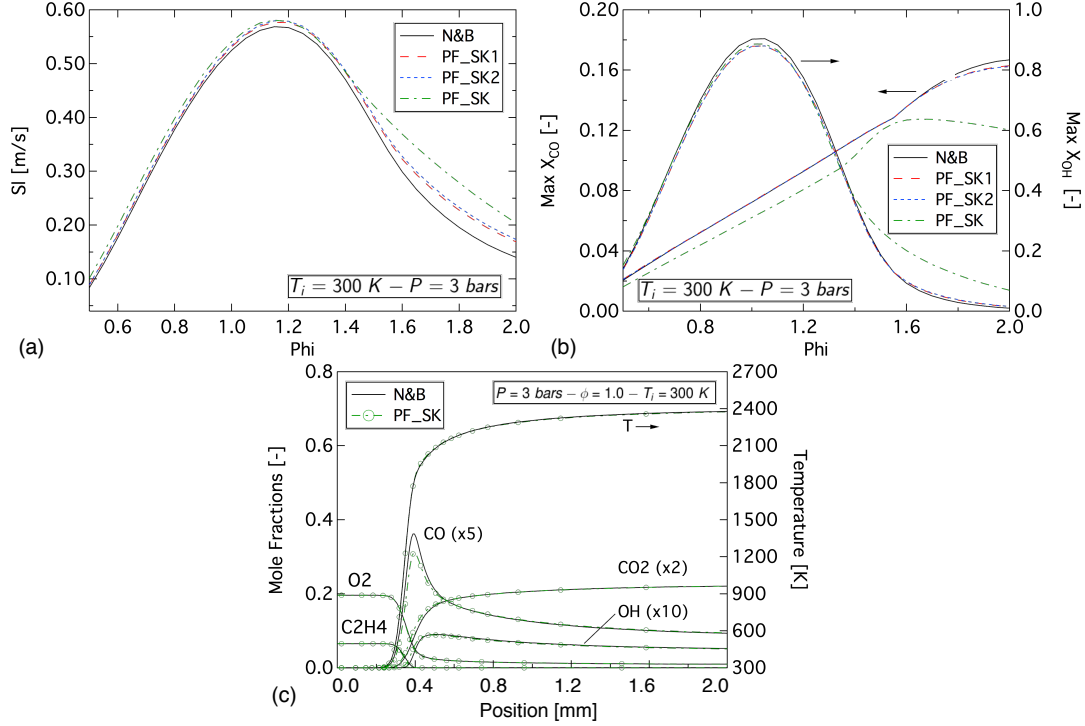 0.60
0.50
0.40
0.30
0.20
0.10
Sl [m/s]
0.6 0.8 1.0 1.2 1.4 1.6 1.8 2.0
Phi
N&B
PF_SK1
PF_SK2
PF_SK
T_i = 300 K – P = 3 bars
(a)
0.20
0.16
0.12
0.08
0.04
0.00
Max X_CO [-]
1.0
0.8
0.6
0.4
0.2
0.0
Max X_OH [-]
0.8 1.2 1.6 2.0
Phi
N&B
PF_SK1
PF_SK2
PF_SK
T_i = 300 K – P = 3 bars
(b)
0.8
0.6
0.4
0.2
0.0
Mole Fractions [-]
2700
2400
2100
1800
1500
1200
900
600
300
Temperature [K]
N&B
PF_SK
P = 3 bars – ϕ = 1.0 – T_i = 300 K
T
CO (x5)
CO2 (x2)
O2
OH (x10)
C2H4
0.0 0.4 0.8 1.2 1.6 2.0
Position [mm]
(c)